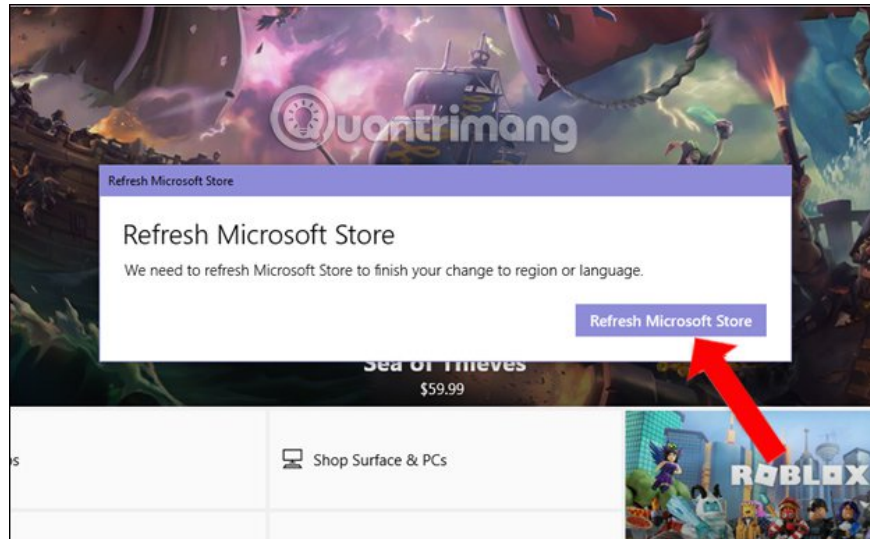 Quantrimang
Refresh Microsoft Store
Refresh Microsoft Store
We need to refresh Microsoft Store to finish your change to region or language.
Refresh Microsoft Store
Sea of Thieves
$59.99
Shop Surface & PCs
ROBLOX